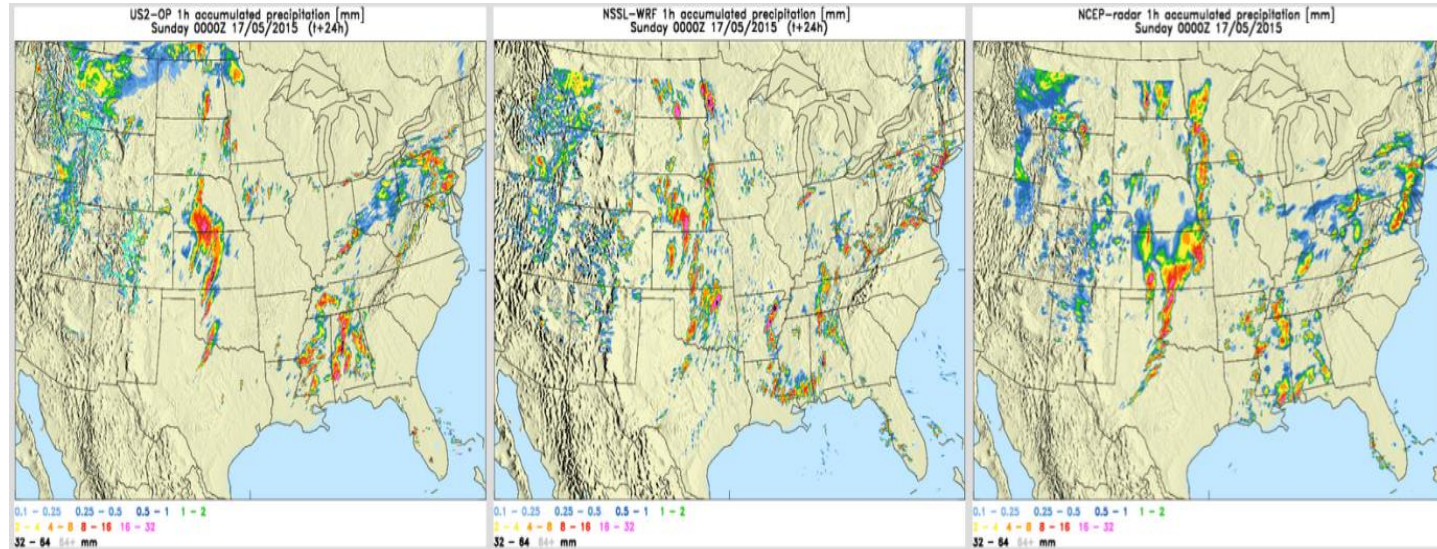 US2-OP 1h accumulated precipitation [mm]
Sunday 0000Z 17/05/2015 (t+24h)
0.1 - 0.25 0.25 - 0.5 0.5 - 1 1 - 2
2 - 4 4 - 8 8 - 16 16 - 32
32 - 64 64+ mm
NSSL-WRF 1h accumulated precipitation [mm]
Sunday 0000Z 17/05/2015 (t+24h)
0.1 - 0.25 0.25 - 0.5 0.5 - 1 1 - 2
2 - 4 4 - 8 8 - 16 16 - 32
32 - 64 64+ mm
NCEP-radar 1h accumulated precipitation [mm]
Sunday 0000Z 17/05/2015
0.1 - 0.25 0.25 - 0.5 0.5 - 1 1 - 2
2 - 4 4 - 8 8 - 16 16 - 32
32 - 64 64+ mm